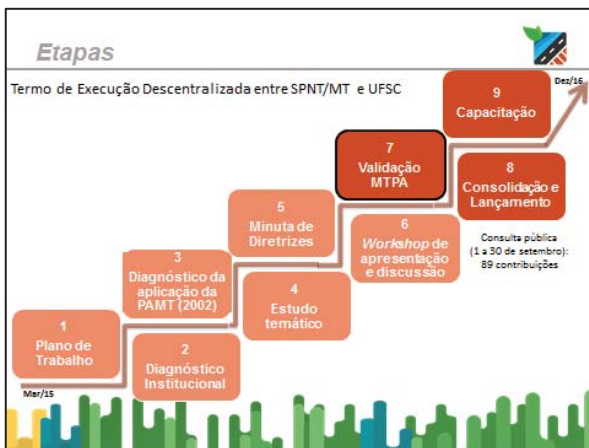 Etapas
Termo de Execução Descentralizada entre SPNT/MT e UFSC
Dez/16
9
Capacitação
7
Validação
MTPA
8
Consolidação e
Lançamento
5
Minuta de
Diretrizes
6
Workshop de
apresentação
e discussão
Consulta pública
(1 a 30 de setembro):
89 contribuições
3
Diagnóstico da
aplicação da
PAMT (2002)
4
Estudo
temático
1
Plano de
Trabalho
2
Diagnóstico
Institucional
Mar/15